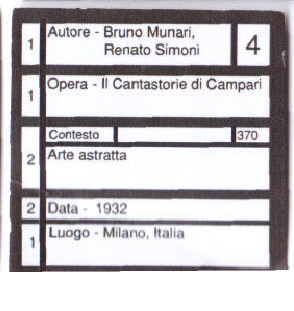 1 Autore - Bruno Munari,
Renato Simoni 4
1 Opera - Il Cantastorie di Campari
Contesto 370
2 Arte astratta
2 Data - 1932
1 Luogo - Milano, Italia